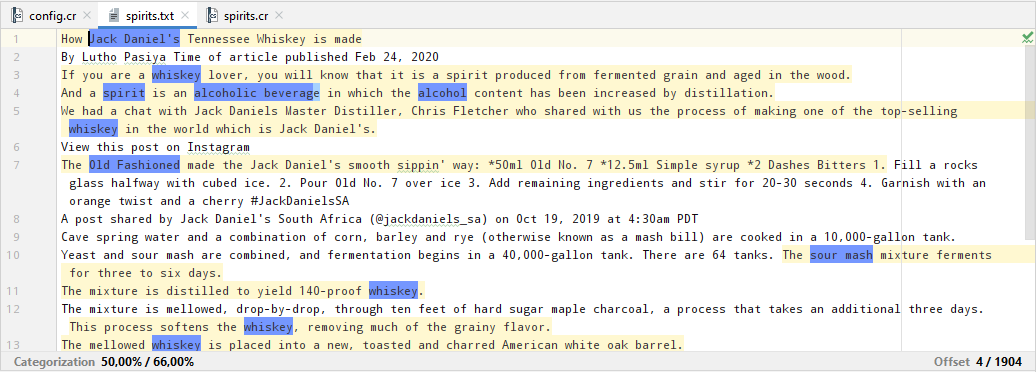 config.cr spirits.txt spirits.cr
1 How Jack Daniel's Tennessee Whiskey is made
2 By Lutho Pasiya Time of article published Feb 24, 2020
3 If you are a whiskey lover, you will know that it is a spirit produced from fermented grain and aged in the wood.
4 And a spirit is an alcoholic beverage in which the alcohol content has been increased by distillation.
5 We had a chat with Jack Daniels Master Distiller, Chris Fletcher who shared with us the process of making one of the top-selling
whiskey in the world which is Jack Daniel's.
6 View this post on Instagram
7 The Old Fashioned made the Jack Daniel's smooth sippin' way: *50ml Old No. 7 *12.5ml Simple syrup *2 Dashes Bitters 1. Fill a rocks
glass halfway with cubed ice. 2. Pour Old No. 7 over ice 3. Add remaining ingredients and stir for 20-30 seconds 4. Garnish with an
orange twist and a cherry #JackDanielsSA
8 A post shared by Jack Daniel's South Africa (@jackdaniels_sa) on Oct 19, 2019 at 4:30am PDT
9 Cave spring water and a combination of corn, barley and rye (otherwise known as a mash bill) are cooked in a 10,000-gallon tank.
10 Yeast and sour mash are combined, and fermentation begins in a 40,000-gallon tank. There are 64 tanks. The sour mash mixture ferments
for three to six days.
11 The mixture is distilled to yield 140-proof whiskey.
12 The mixture is mellowed, drop-by-drop, through ten feet of hard sugar maple charcoal, a process that takes an additional three days.
This process softens the whiskey, removing much of the grainy flavor.
13 The mellowed whiskey is placed into a new, toasted and charred American white oak barrel.
Categorization 50,00% / 66,00% Offset 4 / 1904